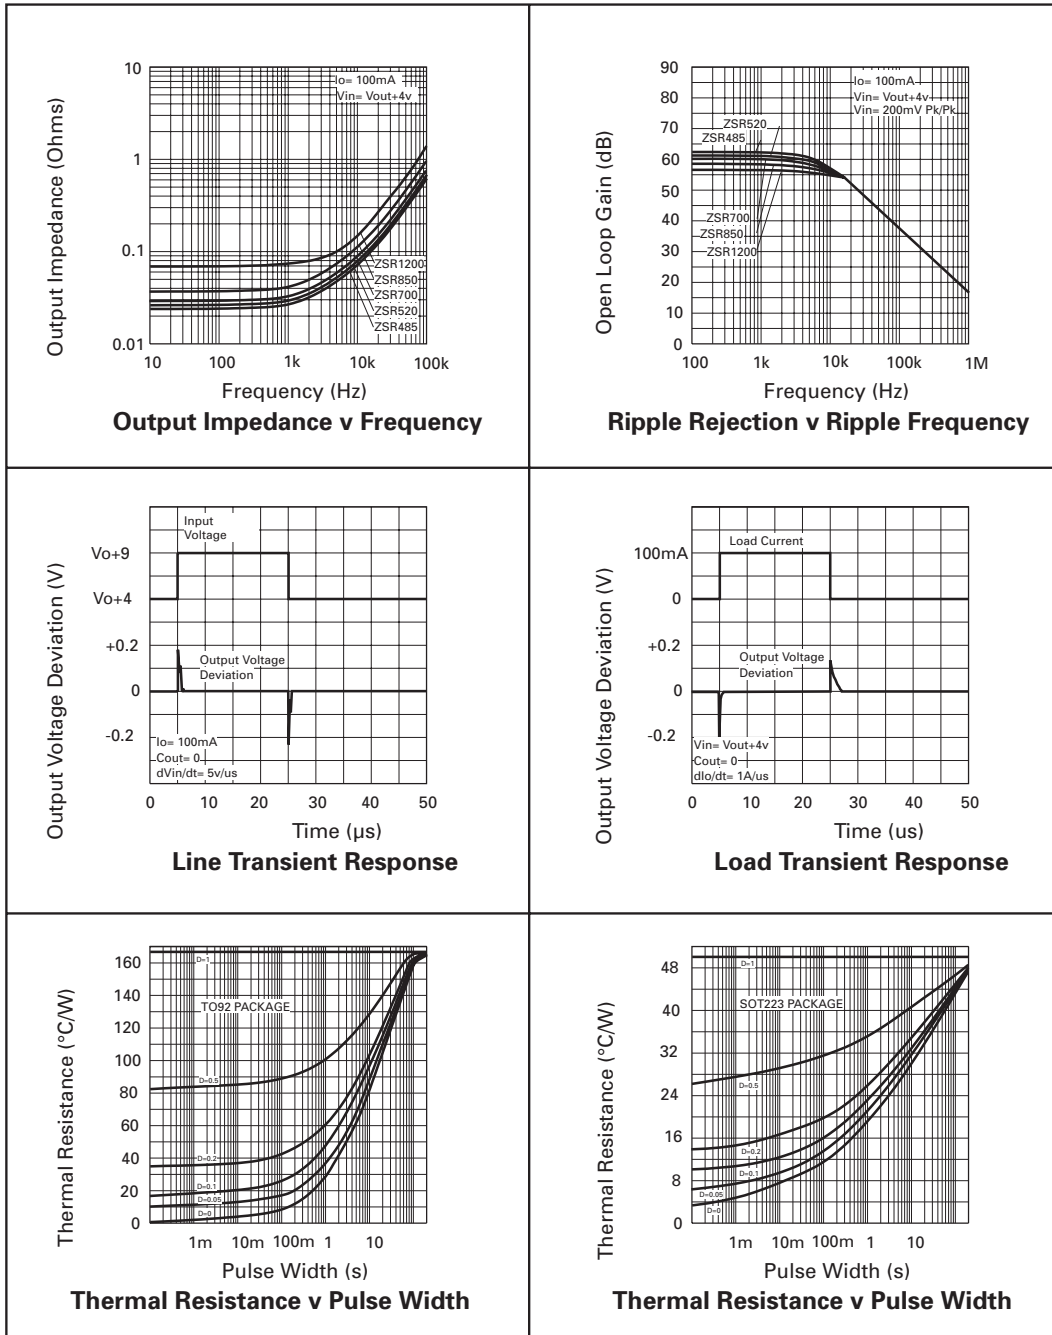 Output Impedance (Ohms)
10
1
0.1
0.01
Io= 100mA
Vin= Vout+4v
ZSR1200
ZSR850
ZSR700
ZSR520
ZSR485
10
100
1k
10k
100k
Frequency (Hz)
Output Impedance v Frequency
Open Loop Gain (dB)
90
80
70
60
50
40
30
20
10
0
Io= 100mA
Vin= Vout+4v
Vin= 200mV Pk/Pk
ZSR520
ZSR485
ZSR700
ZSR850
ZSR1200
100
1k
10k
100k
1M
Frequency (Hz)
Ripple Rejection v Ripple Frequency
Output Voltage Deviation (V)
Vo+9
Vo+4
+0.2
0
-0.2
Input
Voltage
Output Voltage
Deviation
Io= 100mA
Cout= 0
dVin/dt= 5v/us
0
10
20
30
40
50
Time (µs)
Line Transient Response
Output Voltage Deviation (V)
100mA
0
+0.2
0
-0.2
Load Current
Output Voltage
Deviation
Vin= Vout+4v
Cout= 0
dIo/dt= 1A/us
0
10
20
30
40
50
Time (us)
Load Transient Response
Thermal Resistance (°C/W)
160
140
120
100
80
60
40
20
0
D=1
TO92 PACKAGE
D=0.5
D=0.2
D=0.1
D=0.05
D=0
1m
10m
100m
1
10
Pulse Width (s)
Thermal Resistance v Pulse Width
Thermal Resistance (°C/W)
48
40
32
24
16
8
0
D=1
SOT223 PACKAGE
D=0.5
D=0.2
D=0.1
D=0.05
D=0
1m
10m
100m
1
10
Pulse Width (s)
Thermal Resistance v Pulse Width